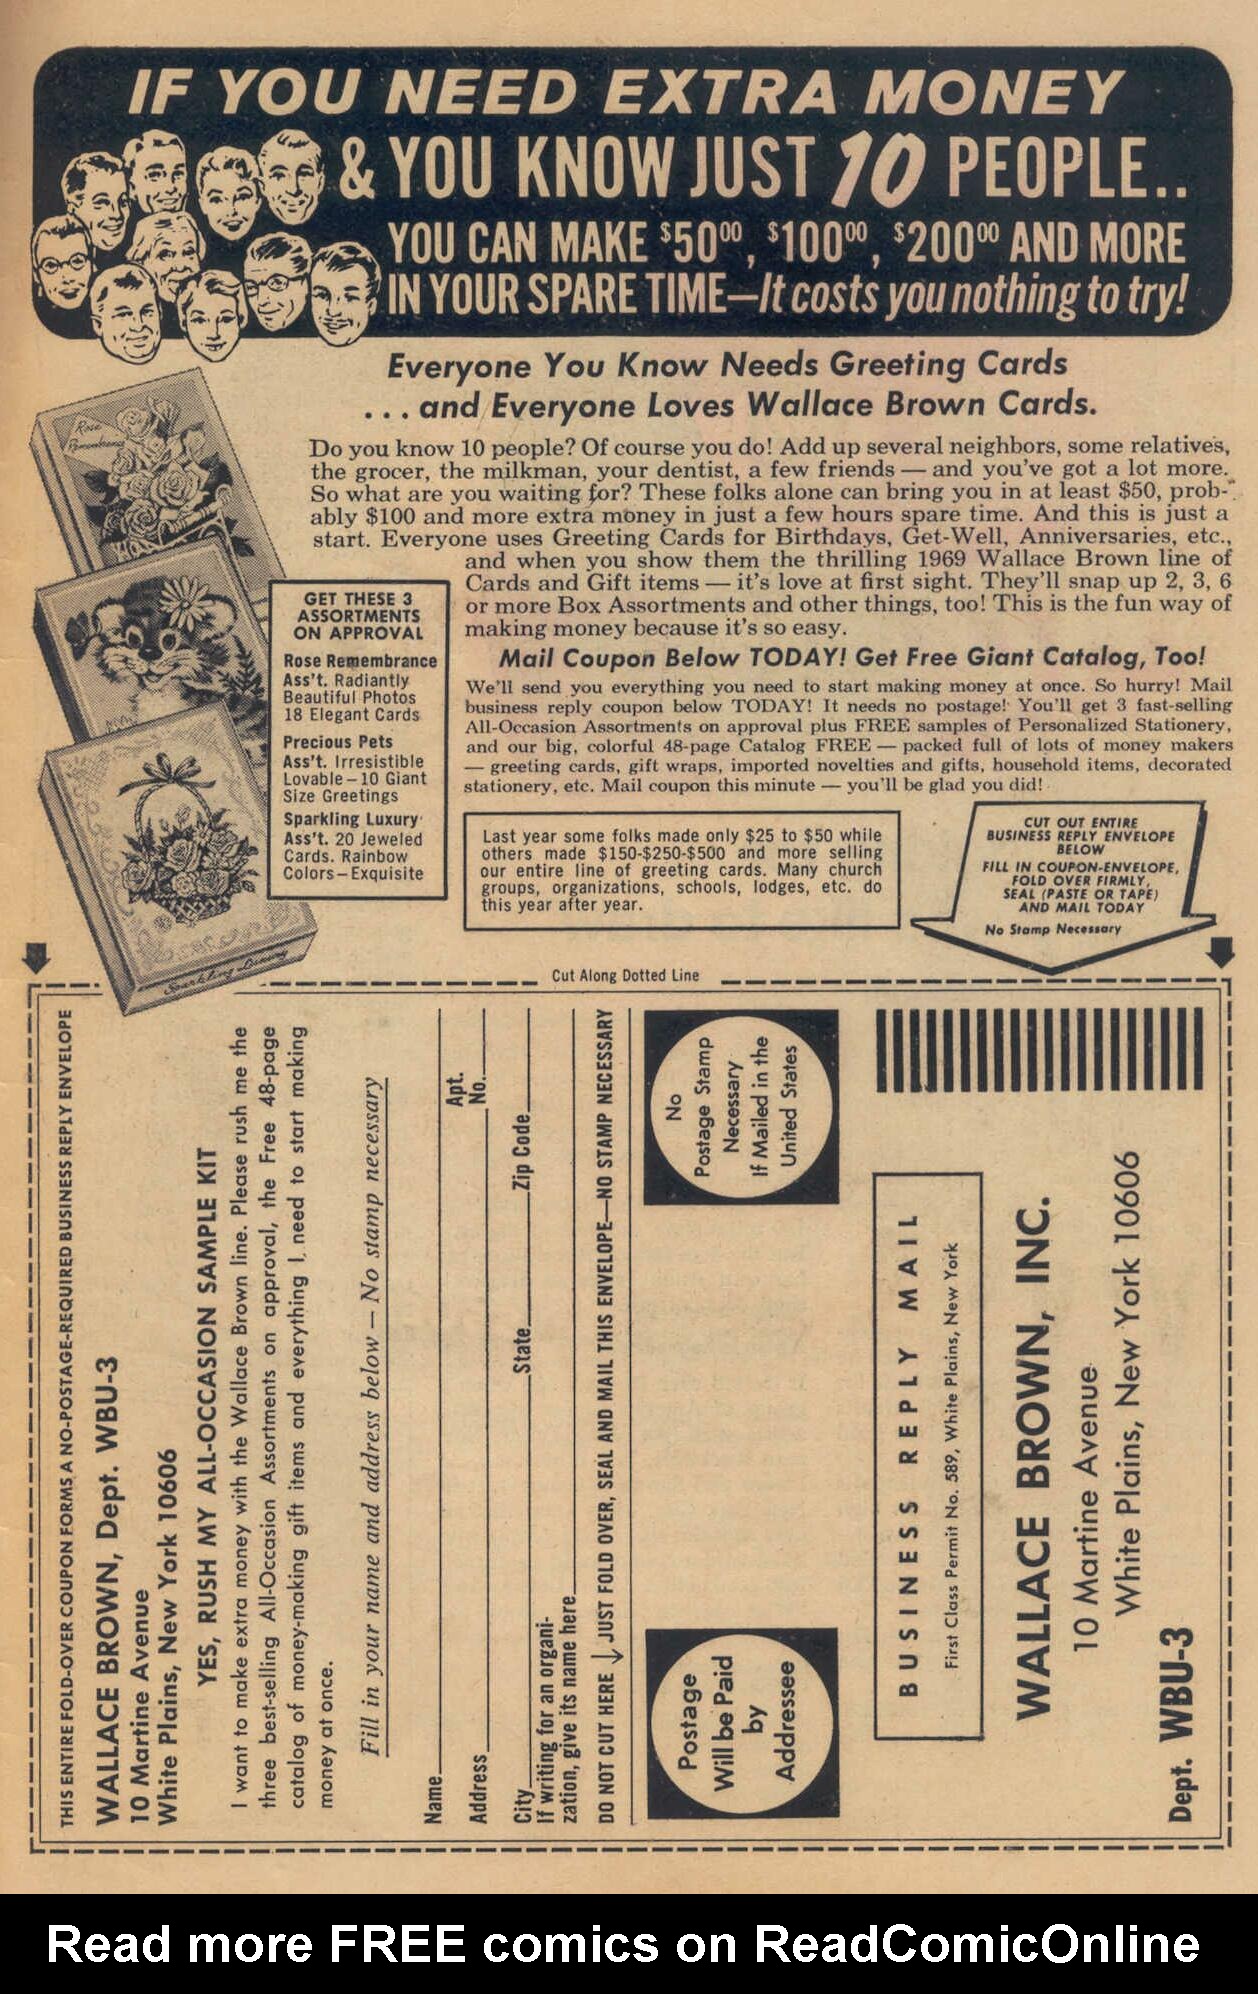 IF YOU NEED EXTRA MONEY
& YOU KNOW JUST 10 PEOPLE..
YOU CAN MAKE $5000, $10000, $20000 AND MORE
IN YOUR SPARE TIME—It costs you nothing to try!
Everyone You Know Needs Greeting Cards
... and Everyone Loves Wallace Brown Cards.
Do you know 10 people? Of course you do! Add up several neighbors, some relatives,
the grocer, the milkman, your dentist, a few friends — and you've got a lot more.
So what are you waiting for? These folks alone can bring you in at least $50, prob-
ably $100 and more extra money in just a few hours spare time. And this is just a
start. Everyone uses Greeting Cards for Birthdays, Get-Well, Anniversaries, etc.,
and when you show them the thrilling 1969 Wallace Brown line of
Cards and Gift items — it's love at first sight. They'll snap up 2, 3, 6
or more Box Assortments and other things, too! This is the fun way of
making money because it's so easy.
Mail Coupon Below TODAY! Get Free Giant Catalog, Too!
We'll send you everything you need to start making money at once. So hurry! Mail
business reply coupon below TODAY! It needs no postage! You'll get 3 fast-selling
All-Occasion Assortments on approval plus FREE samples of Personalized Stationery,
and our big, colorful 48-page Catalog FREE — packed full of lots of money makers
— greeting cards, gift wraps, imported novelties and gifts, household items, decorated
stationery, etc. Mail coupon this minute — you'll be glad you did!
Rose
Remembrance
GET THESE 3
ASSORTMENTS
ON APPROVAL
Rose Remembrance
Ass't. Radiantly
Beautiful Photos
18 Elegant Cards
Precious Pets
Ass't. Irresistible
Lovable—10 Giant
Size Greetings
Sparkling Luxury
Ass't. 20 Jeweled
Cards. Rainbow
Colors—Exquisite
Sparkling Luxury
Last year some folks made only $25 to $50 while
others made $150-$250-$500 and more selling
our entire line of greeting cards. Many church
groups, organizations, schools, lodges, etc. do
this year after year.
CUT OUT ENTIRE
BUSINESS REPLY ENVELOPE
BELOW
FILL IN COUPON-ENVELOPE,
FOLD OVER FIRMLY,
SEAL (PASTE OR TAPE)
AND MAIL TODAY
No Stamp Necessary
Cut Along Dotted Line
THIS ENTIRE FOLD-OVER COUPON FORMS A NO-POSTAGE-REQUIRED BUSINESS REPLY ENVELOPE
WALLACE BROWN, Dept. WBU-3
10 Martine Avenue
White Plains, New York 10606
YES, RUSH MY ALL-OCCASION SAMPLE KIT
I want to make extra money with the Wallace Brown line. Please rush me the
three best-selling All-Occasion Assortments on approval, the Free 48-page
catalog of money-making gift items and everything I need to start making
money at once.
Fill in your name and address below — No stamp necessary
Name
Apt.
Address No.
City State Zip Code
If writing for an organi-
zation, give its name here
DO NOT CUT HERE ↓ JUST FOLD OVER, SEAL AND MAIL THIS ENVELOPE—NO STAMP NECESSARY
No
Postage Stamp
Necessary
If Mailed in the
United States
Postage
Will be Paid
by
Addressee
BUSINESS REPLY MAIL
First Class Permit No. 589, White Plains, New York
WALLACE BROWN, INC.
10 Martine Avenue
White Plains, New York 10606
Dept. WBU-3
Read more FREE comics on ReadComicOnline